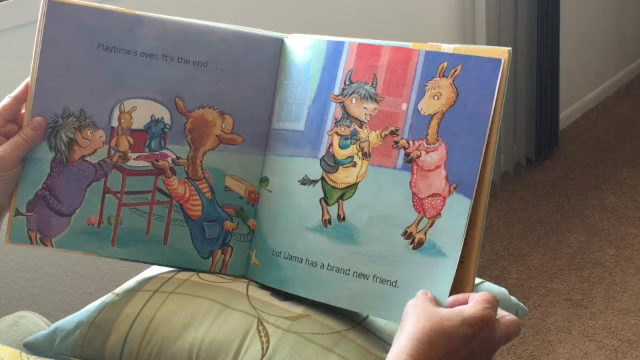 Playtime's over. It's the end . . .
but Llama has a brand new friend.